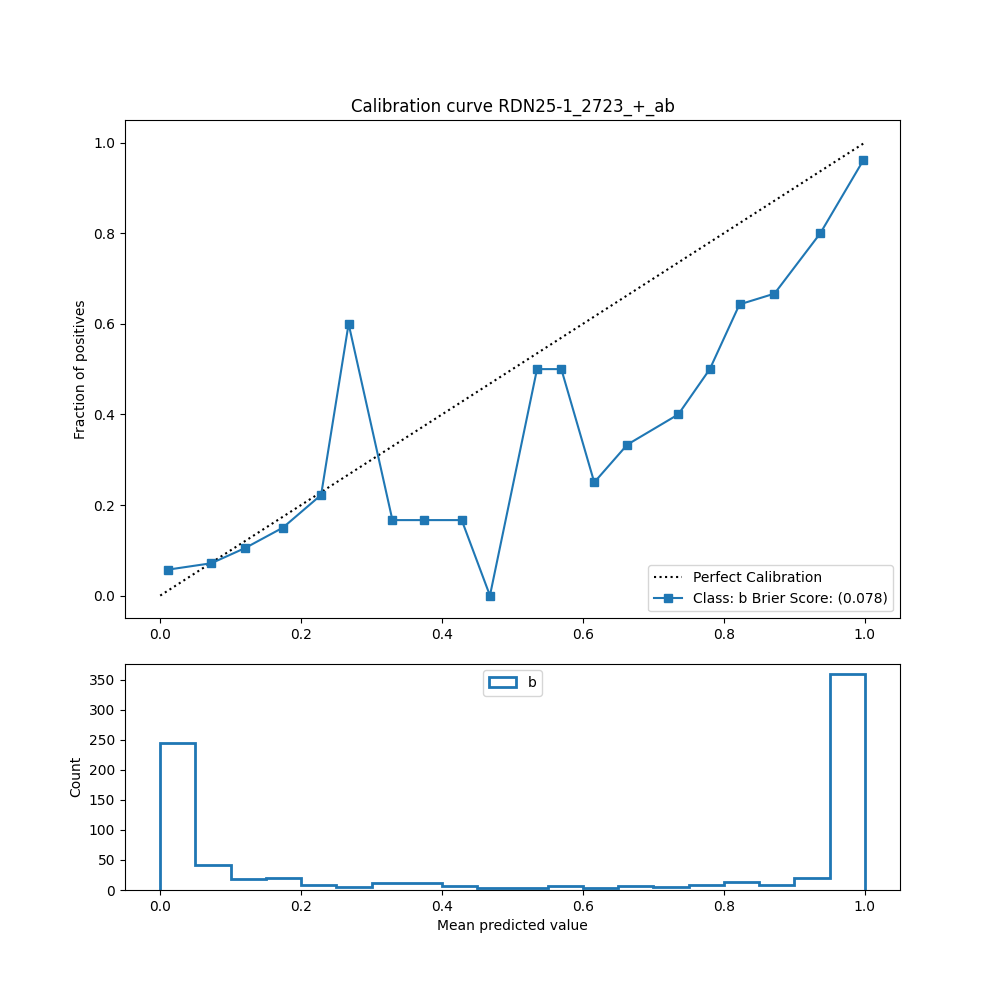 Calibration curve RDN25-1_2723_+_ab
Fraction of positives
1.0
0.8
0.6
0.4
0.2
0.0
Perfect Calibration
Class: b Brier Score: (0.078)
0.0 0.2 0.4 0.6 0.8 1.0
b
Count
350
300
250
200
150
100
50
0
0.0 0.2 0.4 0.6 0.8 1.0
Mean predicted value